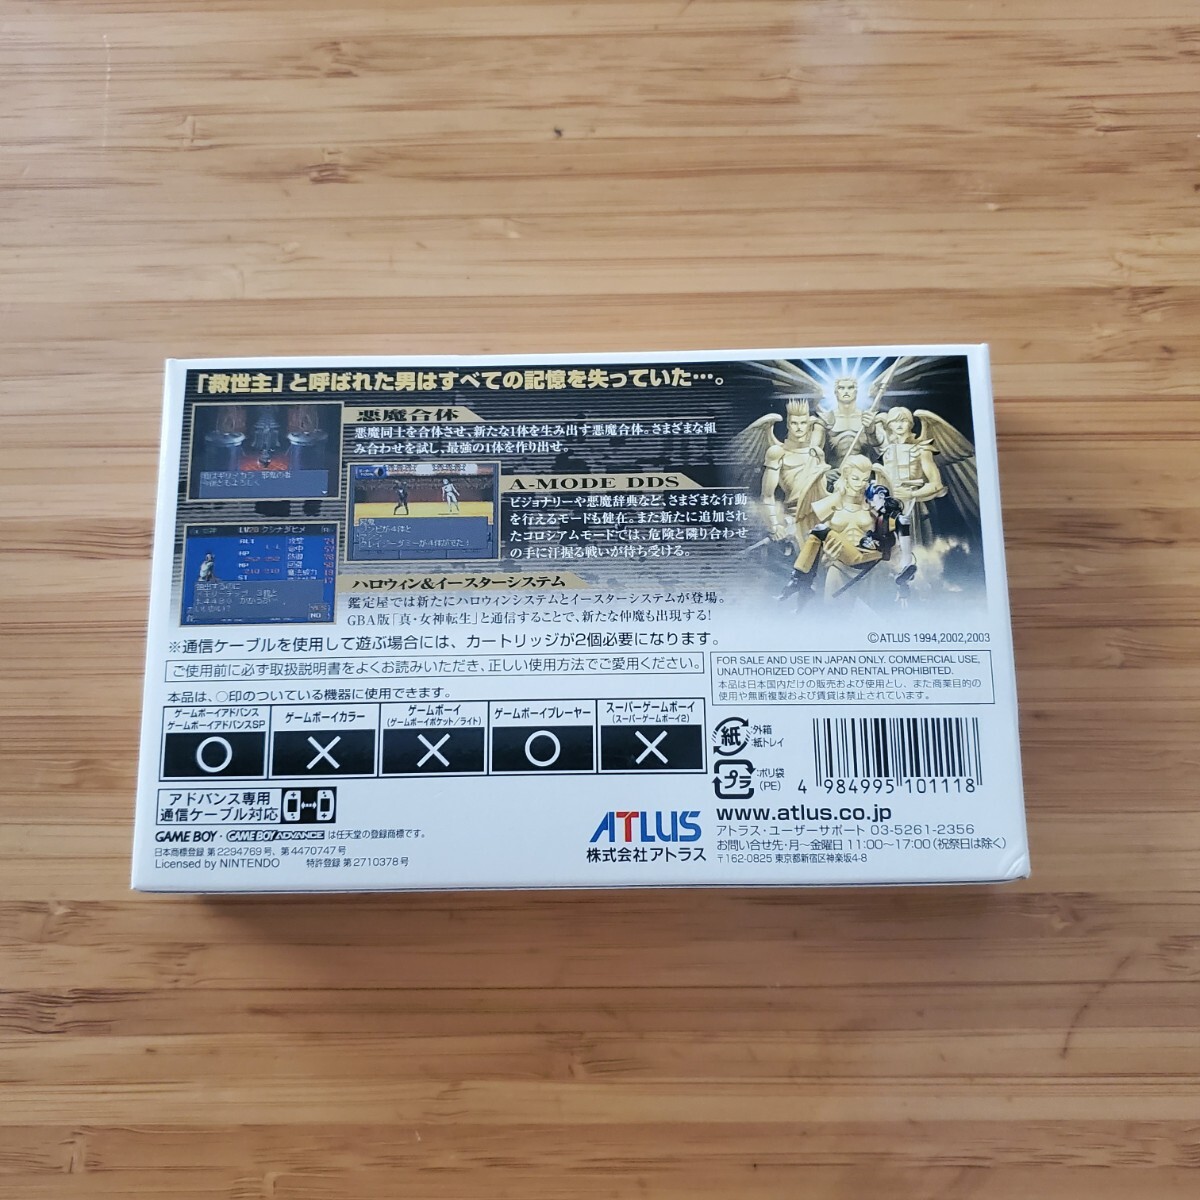 「救世主」と呼ばれた男はすべての記憶を失っていた…。
悪魔合体
悪魔同士を合体させ、新たな1体を生み出す悪魔合体。さまざまな組
み合わせを試し、最強の1体を作り出せ。
A-MODE DDS
ビジョナリーや悪魔辞典など、さまざまな行動
を行えるモードも健在。また新たに追加され
たコロシアムモードでは、危険と隣り合わせ
の手に汗握る戦いが待ち受ける。
LV28 クシナダヒメ
ハロウィン&イースターシステム
鑑定屋では新たにハロウィンシステムとイースターシステムが登場。
GBA版「真・女神転生」と通信することで、新たな仲魔も出現する!
※通信ケーブルを使用して遊ぶ場合には、カートリッジが2個必要になります。
©ATLUS 1994,2002,2003
ご使用前に必ず取扱説明書をよくお読みいただき、正しい使用方法でご愛用ください。
FOR SALE AND USE IN JAPAN ONLY. COMMERCIAL USE,
UNAUTHORIZED COPY AND RENTAL PROHIBITED.
本品は日本国内だけの販売および使用とし、また商業目的の
使用や無断複製および賃貸は禁止されています。
本品は、○印のついている機器に使用できます。
ゲームボーイアドバンス
ゲームボーイアドバンスSP
ゲームボーイカラー
ゲームボーイ
(ゲームボーイポケット/ライト)
ゲームボーイプレーヤー
スーパーゲームボーイ
(スーパーゲームボーイ2)
○ × × ○ ×
紙 :外箱
:紙トレイ
プラ :ポリ袋
(PE)
4 984995 101118
アドバンス専用
通信ケーブル対応
GAME BOY・GAME BOY ADVANCE は任天堂の登録商標です。
日本商標登録 第2294769号、第4470747号
Licensed by NINTENDO 特許登録 第2710378号
ATLUS
株式会社アトラス
www.atlus.co.jp
アトラス・ユーザーサポート 03-5261-2356
お問い合せ先・月〜金曜日 11:00〜17:00(祝祭日は除く)
〒162-0825 東京都新宿区神楽坂4-8